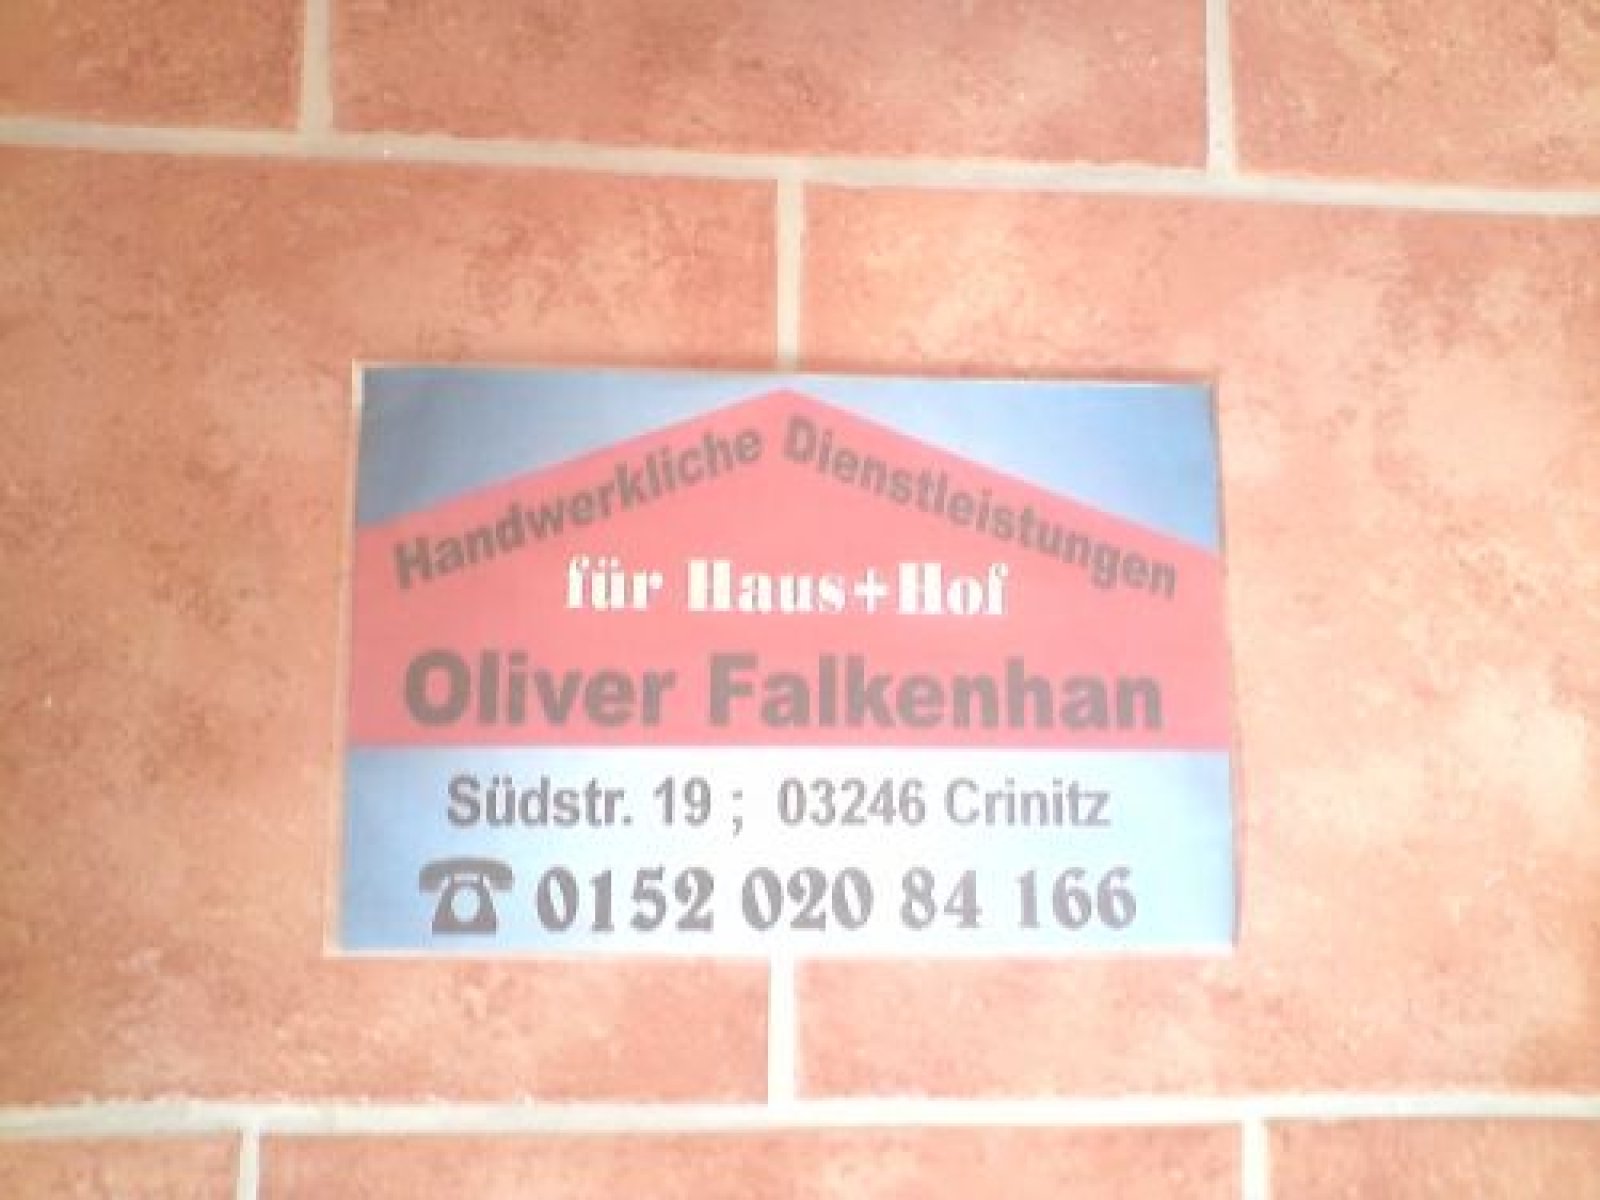 Handwerkliche Dienstleistungen
für Haus+Hof
Oliver Falkenhan
Südstr. 19 ; 03246 Crinitz
☎ 0152 020 84 166